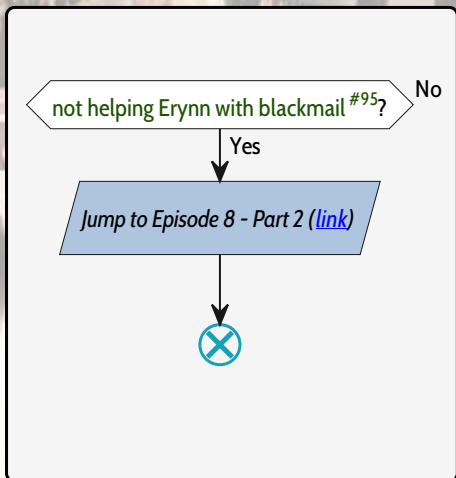 not helping Erynn with blackmail #95?
No
Yes
Jump to Episode 8 - Part 2 (link)